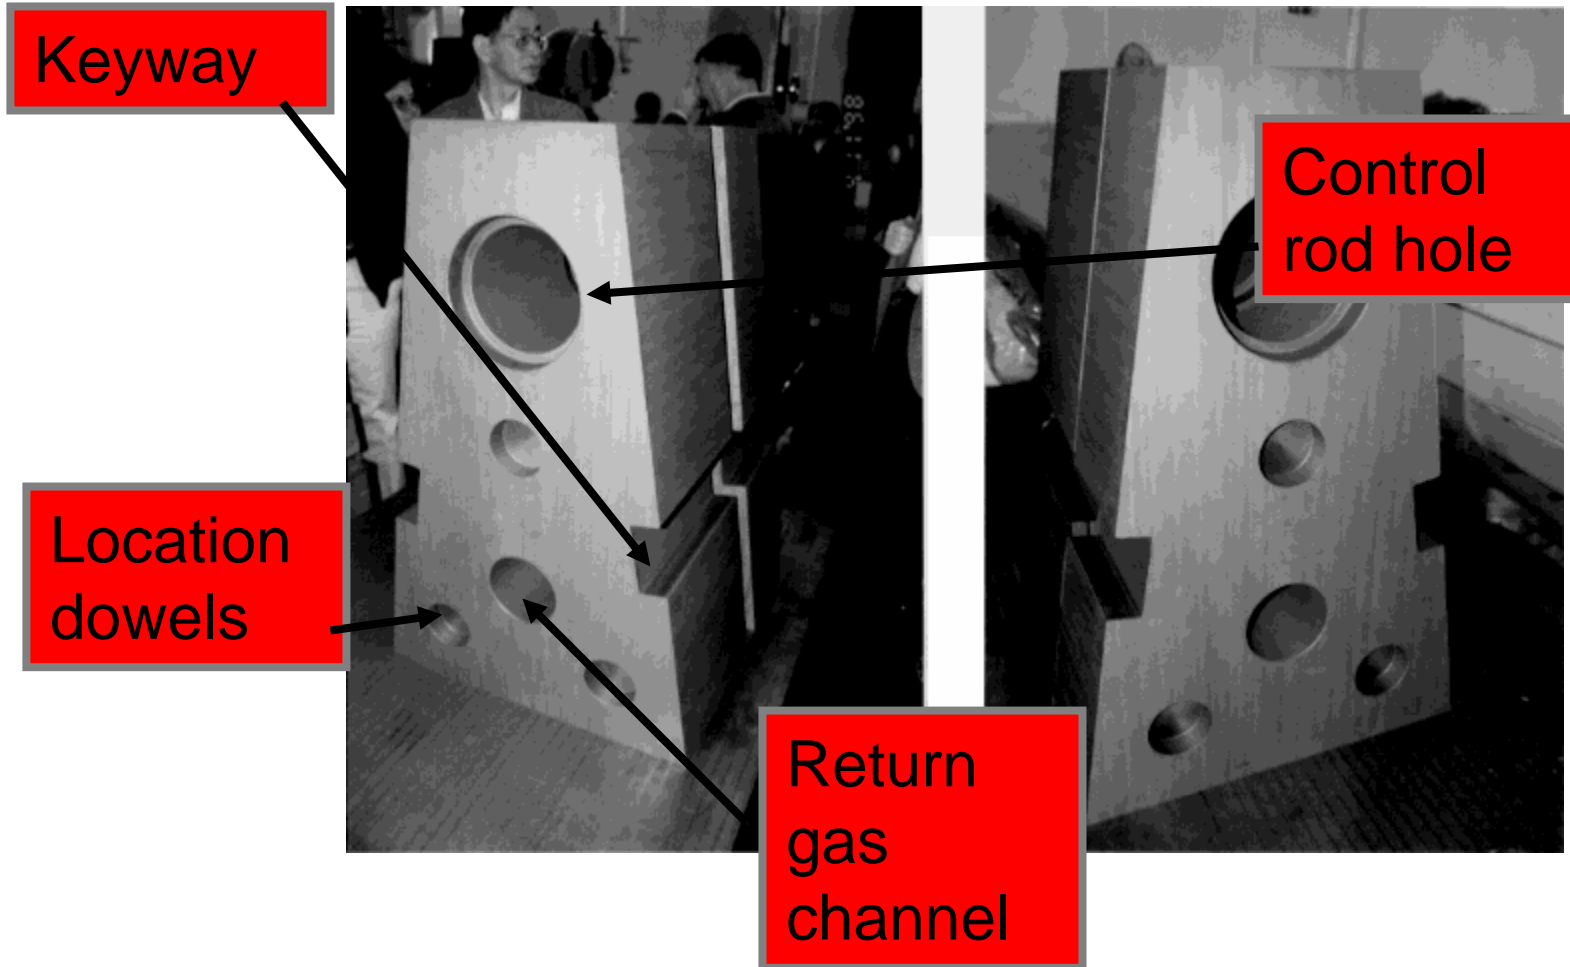 Keyway
Control
rod hole
Location
dowels
Return
gas
channel